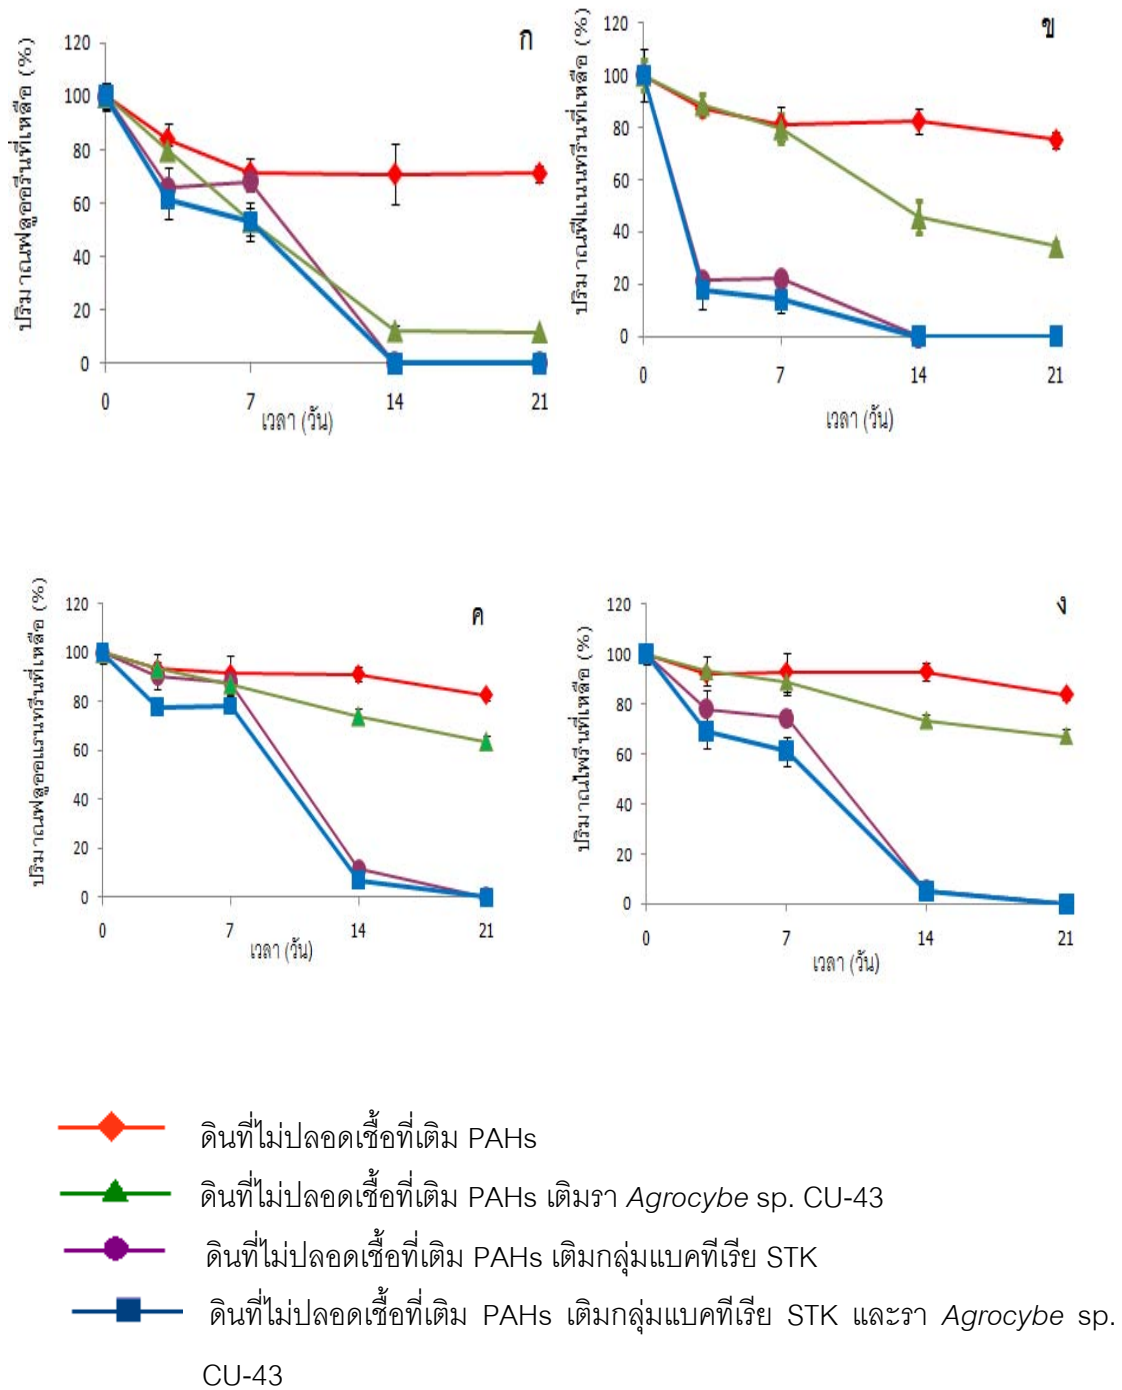 ก
ปริมาณฟลูออรีนที่เหลือ (%)
120
100
80
60
40
20
0
0 7 14 21
เวลา (วัน)
ข
ปริมาณฟีแนนทรีนที่เหลือ (%)
120
100
80
60
40
20
0
0 7 14 21
เวลา (วัน)
ค
ปริมาณฟลูออแรนทรีนที่เหลือ (%)
120
100
80
60
40
20
0
0 7 14 21
เวลา (วัน)
ง
ปริมาณไพรีนที่เหลือ (%)
120
100
80
60
40
20
0
0 7 14 21
เวลา (วัน)
ดินที่ไม่ปลอดเชื้อที่เติม PAHs
ดินที่ไม่ปลอดเชื้อที่เติม PAHs เติมรา Agrocybe sp. CU-43
ดินที่ไม่ปลอดเชื้อที่เติม PAHs เติมกลุ่มแบคทีเรีย STK
ดินที่ไม่ปลอดเชื้อที่เติม PAHs เติมกลุ่มแบคทีเรีย STK และรา Agrocybe sp.
CU-43